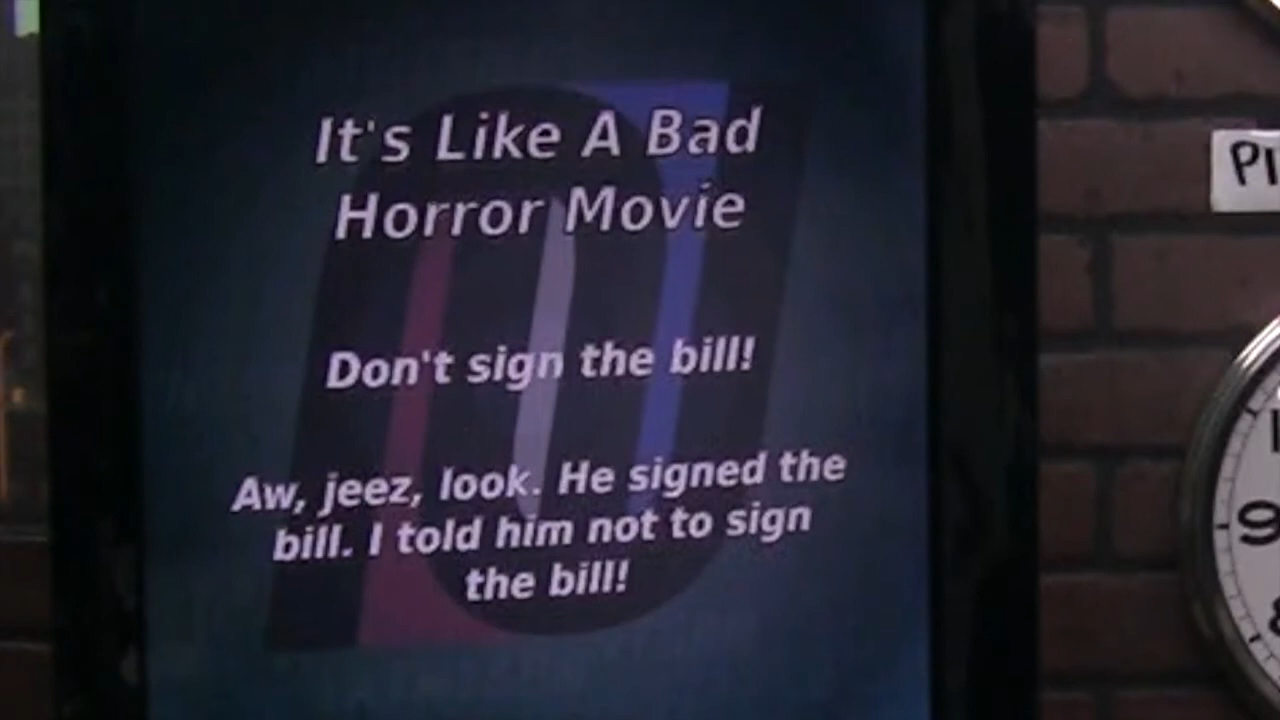 It's Like A Bad
Horror Movie
Don't sign the bill!
Aw, jeez, look. He signed the
bill. I told him not to sign
the bill!
9